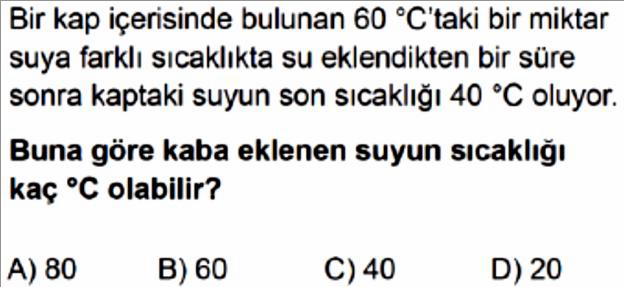 Bir kap içerisinde bulunan 60 °C'taki bir miktar
suya farklı sıcaklıkta su eklendikten bir süre
sonra kaptaki suyun son sıcaklığı 40 °C oluyor.
Buna göre kaba eklenen suyun sıcaklığı
kaç °C olabilir?
A) 80 B) 60 C) 40 D) 20